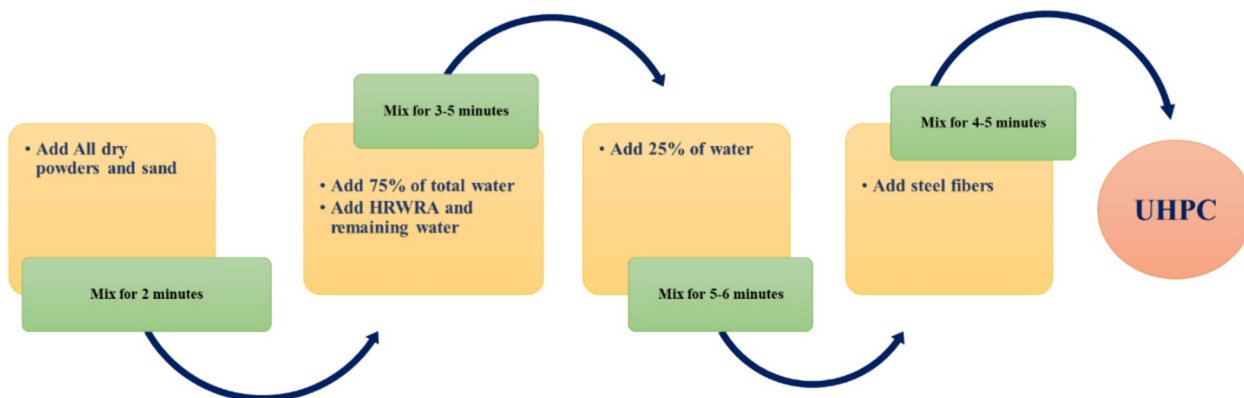 • Add All dry
powders and sand
Mix for 2 minutes
Mix for 3-5 minutes
• Add 75% of total water
• Add HRWRA and
remaining water
• Add 25% of water
Mix for 5-6 minutes
Mix for 4-5 minutes
• Add steel fibers
UHPC